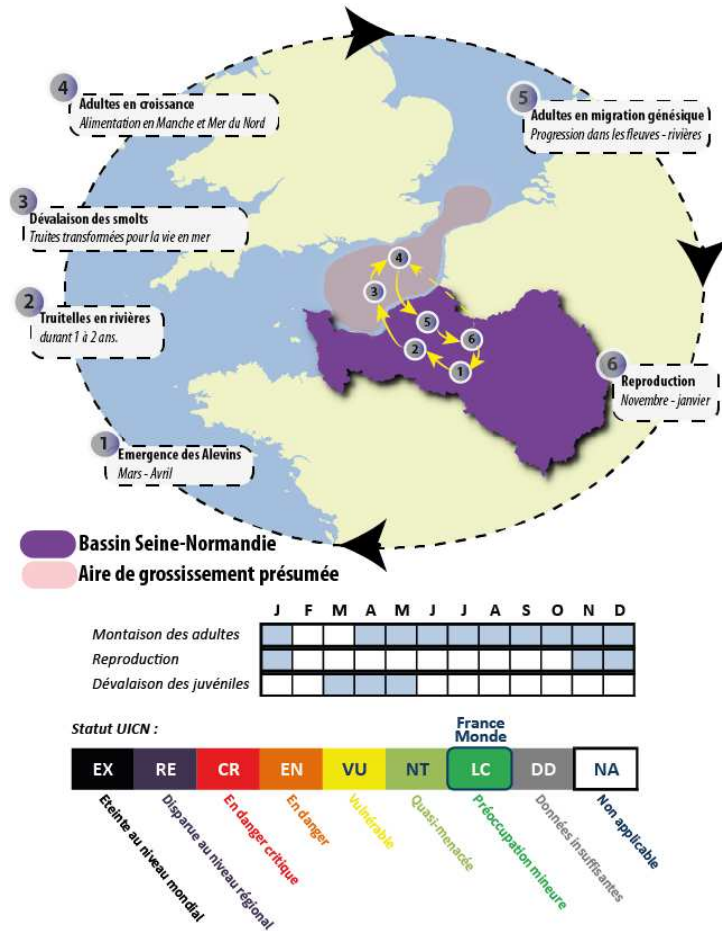 4
Adultes en croissance
Alimentation en Manche et Mer du Nord
5
Adultes en migration génésique
Progression dans les fleuves - rivières
3
Dévalaison des smolts
Truites transformées pour la vie en mer
2
Truitelles en rivières
durant 1 à 2 ans.
1
Emergence des Alevins
Mars - Avril
6
Reproduction
Novembre - janvier
4
3
5
6
2
1
Bassin Seine-Normandie
Aire de grossissement présumée
J F M A M J J A S O N D
Montaison des adultes
Reproduction
Dévalaison des juvéniles
Statut UICN :
France
Monde
EX RE CR EN VU NT LC DD NA
Eteinte au niveau mondial
Disparue au niveau régional
En danger critique
En danger
Vulnérable
Quasi-menacée
Préoccupation mineure
Données insuffisantes
Non applicable